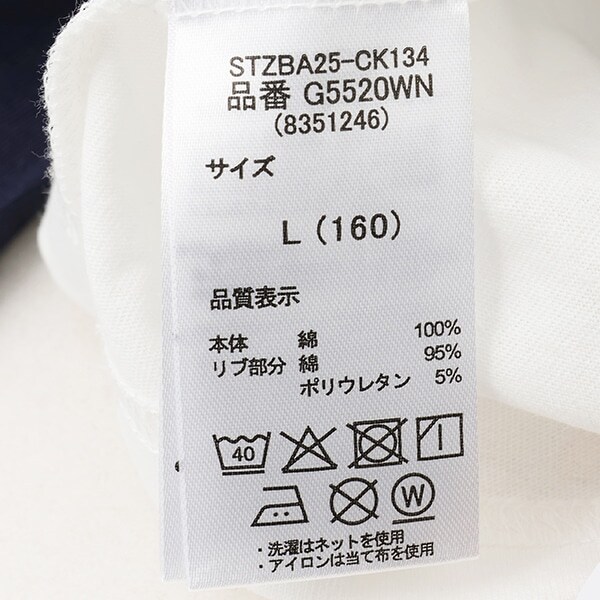 STZBA25-CK134
品番 G5520WN
(8351246)
サイズ
L (160)
品質表示
本体 綿 100%
リブ部分 綿 95%
ポリウレタン 5%
40
W
・洗濯はネットを使用
・アイロンは当て布を使用